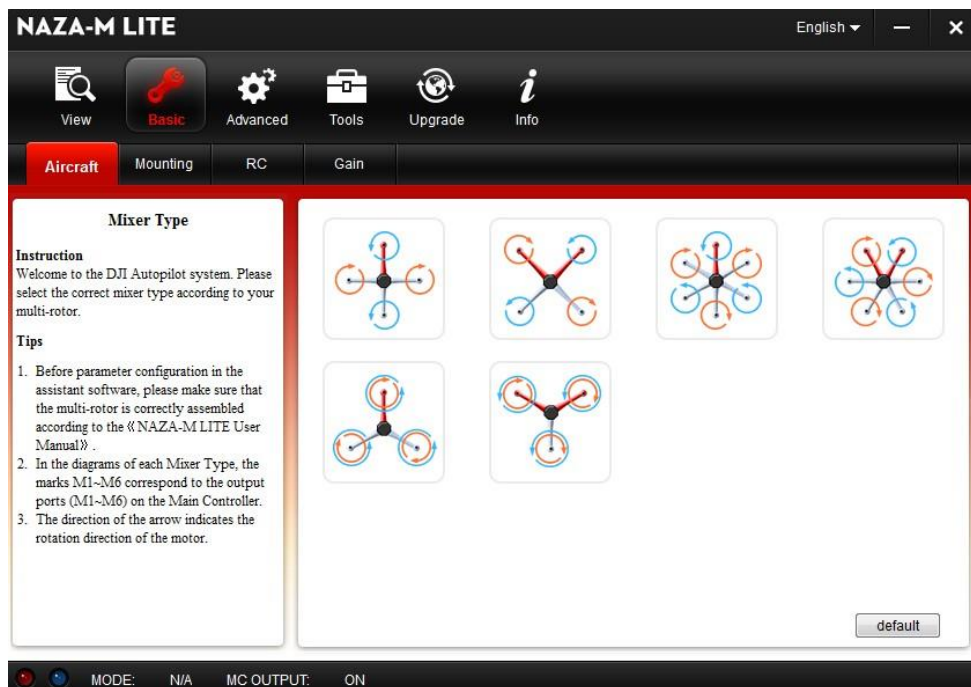 NAZA-M LITE
English
View Basic Advanced Tools Upgrade Info
Aircraft Mounting RC Gain
Mixer Type
Instruction
Welcome to the DJI Autopilot system. Please
select the correct mixer type according to your
multi-rotor.
Tips
1. Before parameter configuration in the
assistant software, please make sure that
the multi-rotor is correctly assembled
according to the 《NAZA-M LITE User
Manual》 .
2. In the diagrams of each Mixer Type, the
marks M1~M6 correspond to the output
ports (M1~M6) on the Main Controller.
3. The direction of the arrow indicates the
rotation direction of the motor.
default
MODE: N/A MC OUTPUT: ON